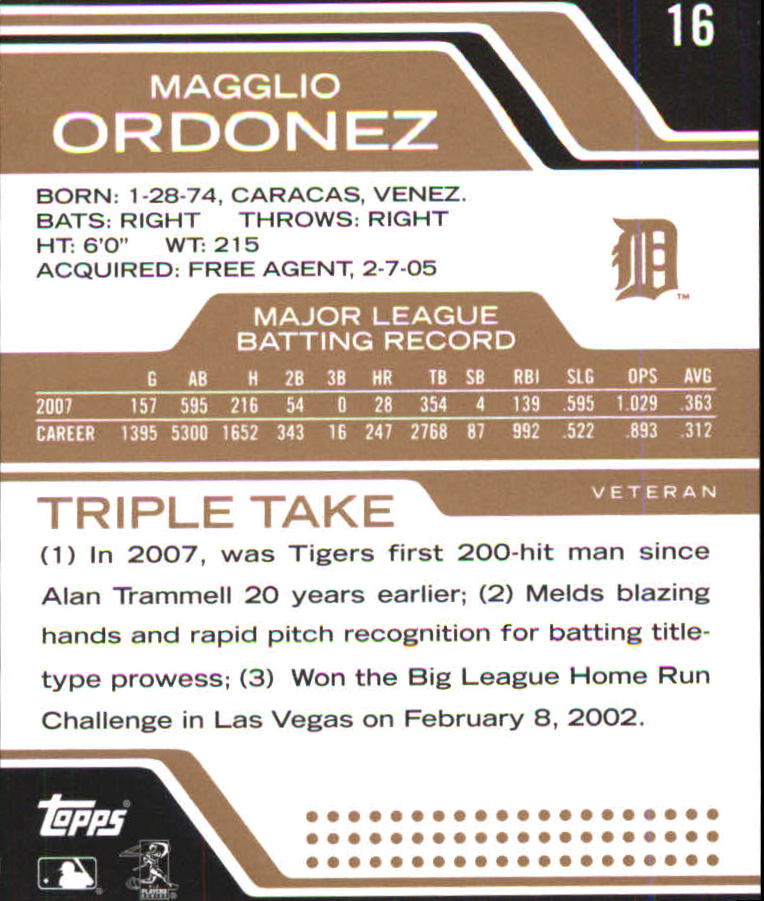 16
MAGGLIO
ORDONEZ
BORN: 1-28-74, CARACAS, VENEZ.
BATS: RIGHT THROWS: RIGHT
HT: 6'0" WT: 215
ACQUIRED: FREE AGENT, 2-7-05
D
TM
MAJOR LEAGUE
BATTING RECORD
G AB H 2B 3B HR TB SB RBI SLG OPS AVG
2007 157 595 216 54 0 28 354 4 139 .595 1.029 .363
CAREER 1395 5300 1652 343 16 247 2768 87 992 .522 .893 .312
VETERAN
TRIPLE TAKE
(1) In 2007, was Tigers first 200-hit man since
Alan Trammell 20 years earlier; (2) Melds blazing
hands and rapid pitch recognition for batting title-
type prowess; (3) Won the Big League Home Run
Challenge in Las Vegas on February 8, 2002.
Topps
PLAYERS